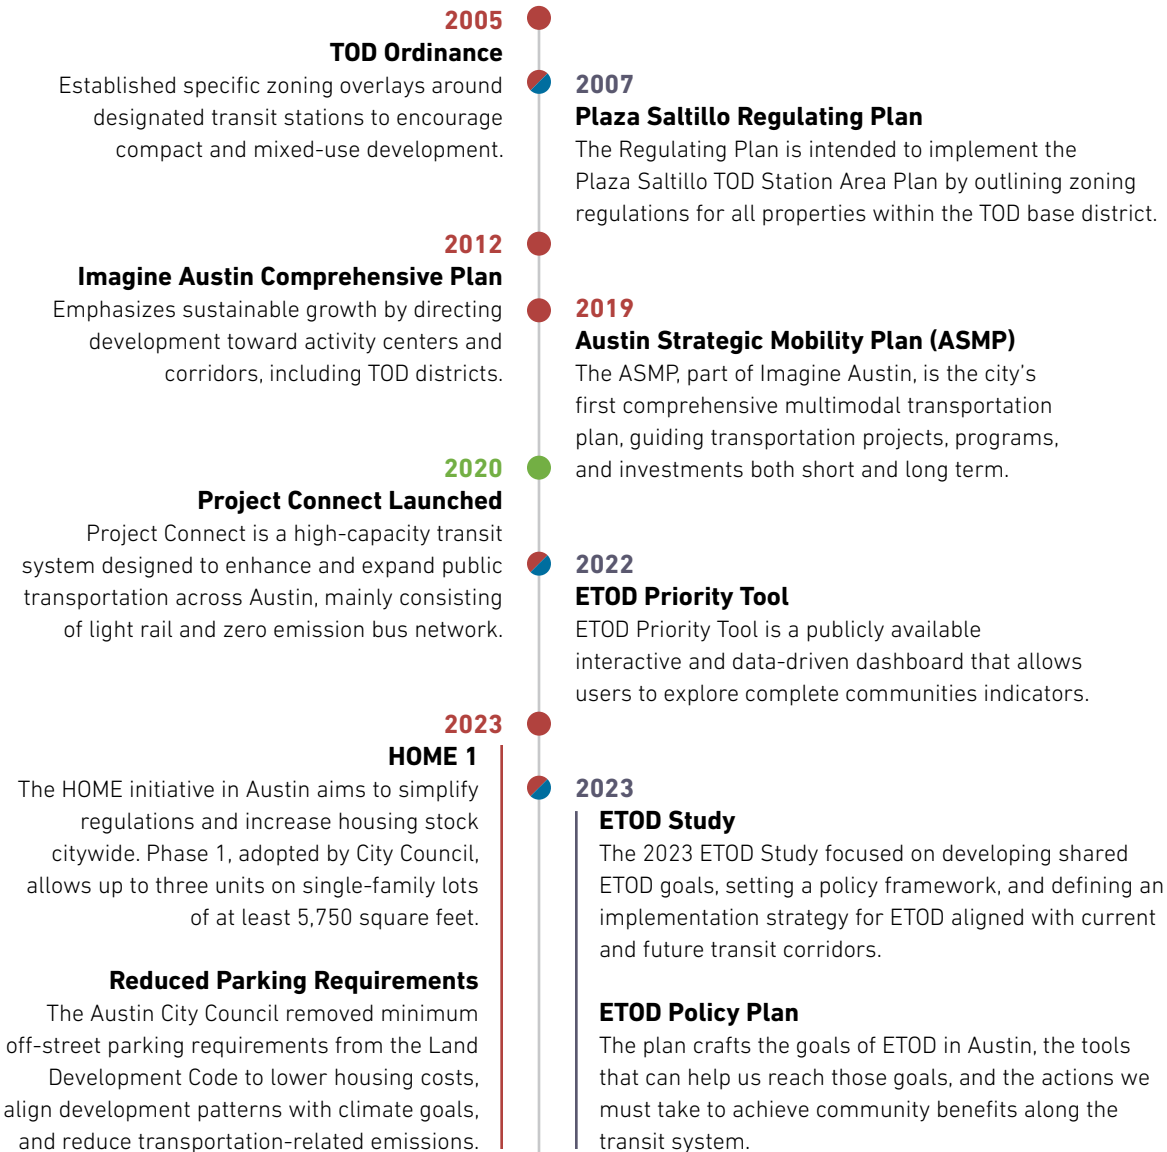 2005
TOD Ordinance
Established specific zoning overlays around
designated transit stations to encourage
compact and mixed-use development.
2007
Plaza Saltillo Regulating Plan
The Regulating Plan is intended to implement the
Plaza Saltillo TOD Station Area Plan by outlining zoning
regulations for all properties within the TOD base district.
2012
Imagine Austin Comprehensive Plan
Emphasizes sustainable growth by directing
development toward activity centers and
corridors, including TOD districts.
2019
Austin Strategic Mobility Plan (ASMP)
The ASMP, part of Imagine Austin, is the city's
first comprehensive multimodal transportation
plan, guiding transportation projects, programs,
and investments both short and long term.
2020
Project Connect Launched
Project Connect is a high-capacity transit
system designed to enhance and expand public
transportation across Austin, mainly consisting
of light rail and zero emission bus network.
2022
ETOD Priority Tool
ETOD Priority Tool is a publicly available
interactive and data-driven dashboard that allows
users to explore complete communities indicators.
2023
HOME 1
The HOME initiative in Austin aims to simplify
regulations and increase housing stock
citywide. Phase 1, adopted by City Council,
allows up to three units on single-family lots
of at least 5,750 square feet.
Reduced Parking Requirements
The Austin City Council removed minimum
off-street parking requirements from the Land
Development Code to lower housing costs,
align development patterns with climate goals,
and reduce transportation-related emissions.
2023
ETOD Study
The 2023 ETOD Study focused on developing shared
ETOD goals, setting a policy framework, and defining an
implementation strategy for ETOD aligned with current
and future transit corridors.
ETOD Policy Plan
The plan crafts the goals of ETOD in Austin, the tools
that can help us reach those goals, and the actions we
must take to achieve community benefits along the
transit system.